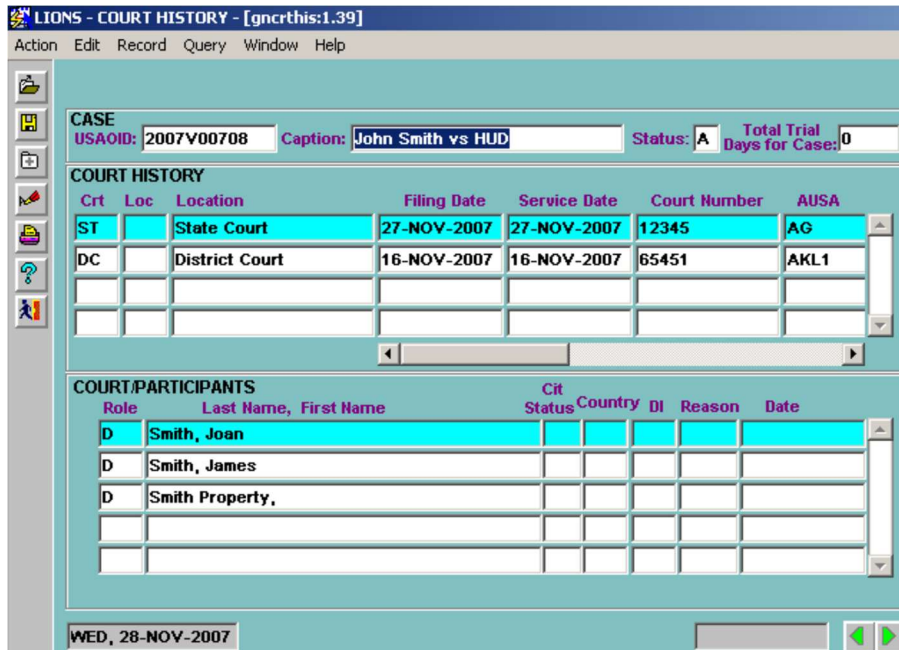 LIONS - COURT HISTORY - [gncrthis:1.39]
Action Edit Record Query Window Help
CASE
USAOID: 2007V00708 Caption: John Smith vs HUD Status: A Total Trial Days for Case: 0
COURT HISTORY
Crt Loc Location Filing Date Service Date Court Number AUSA
ST State Court 27-NOV-2007 27-NOV-2007 12345 AG
DC District Court 16-NOV-2007 16-NOV-2007 65451 AKL1
COURT/PARTICIPANTS
Role Last Name, First Name Cit Status Country DI Reason Date
D Smith, Joan
D Smith, James
D Smith Property,
WED, 28-NOV-2007